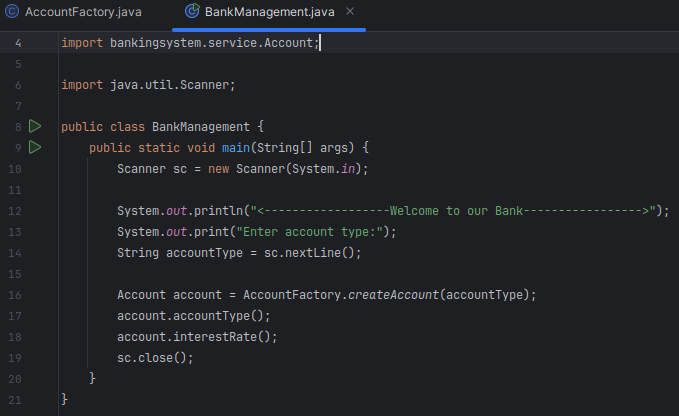 AccountFactory.java BankManagement.java
4 import bankingsystem.service.Account;
5
6 import java.util.Scanner;
7
8 public class BankManagement {
9 public static void main(String[] args) {
10 Scanner sc = new Scanner(System.in);
11
12 System.out.println("<------------------Welcome to our Bank----------------->");
13 System.out.print("Enter account type:");
14 String accountType = sc.nextLine();
15
16 Account account = AccountFactory.createAccount(accountType);
17 account.accountType();
18 account.interestRate();
19 sc.close();
20 }
21 }